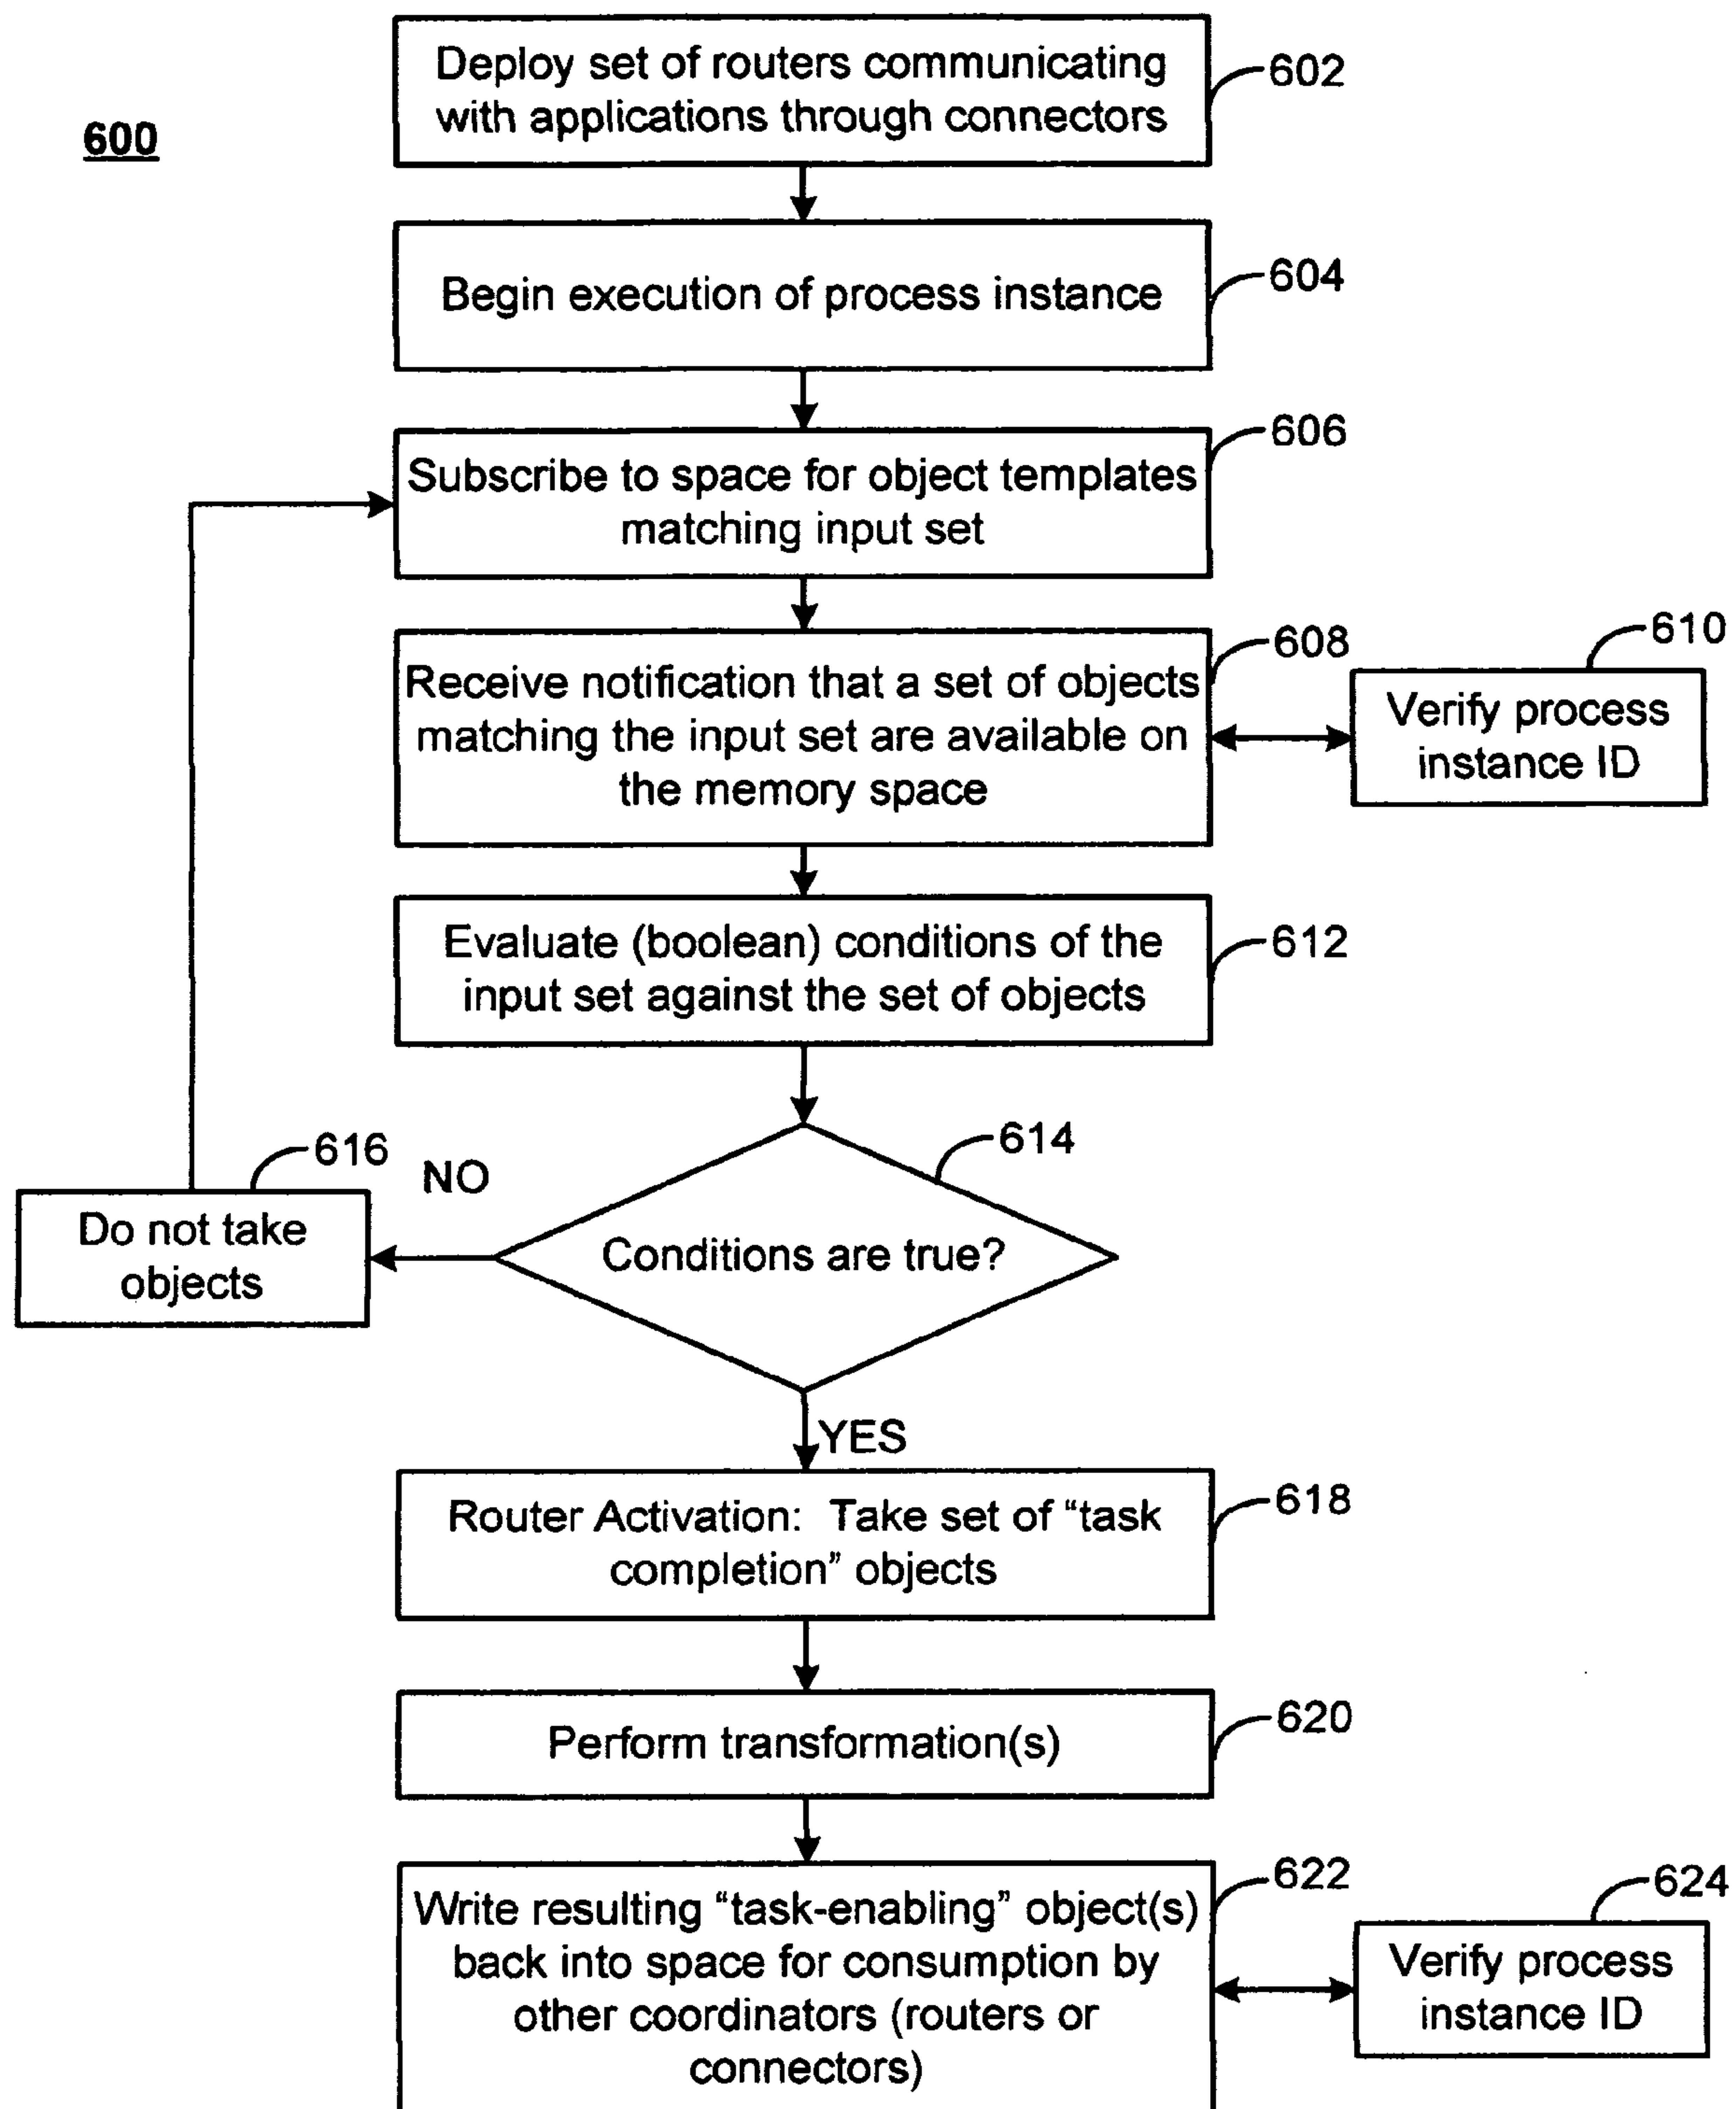 600
Deploy set of routers communicating
with applications through connectors
602
Begin execution of process instance
604
Subscribe to space for object templates
matching input set
606
Receive notification that a set of objects
matching the input set are available on
the memory space
608
610
Verify process
instance ID
Evaluate (boolean) conditions of the
input set against the set of objects
612
Conditions are true?
614
NO
616
Do not take
objects
YES
Router Activation: Take set of “task
completion” objects
618
Perform transformation(s)
620
Write resulting “task-enabling” object(s)
back into space for consumption by
other coordinators (routers or
connectors)
622
624
Verify process
instance ID